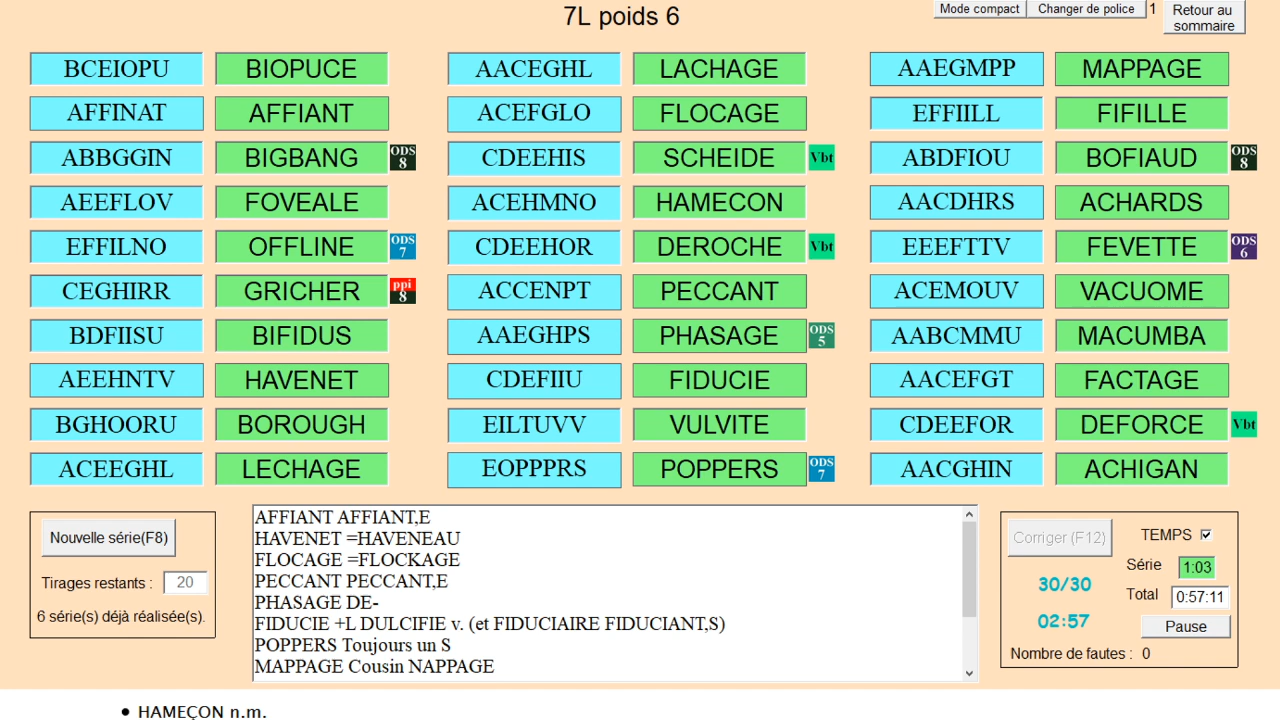 7L poids 6
Mode compact Changer de police 1 Retour au
sommaire
BCEIOPU BIOPUCE AACEGHL LACHAGE AAEGMPP MAPPAGE
AFFINAT AFFIANT ACEFGLO FLOCAGE EFFIILL FIFILLE
ABBGGIN BIGBANG ODS 8 CDEEHIS SCHEIDE Vbt ABDFIOU BOFIAUD ODS 8
AEEFLOV FOVEALE ACEHMNO HAMECON AACDHRS ACHARDS
EFFILNO OFFLINE ODS 7 CDEEHOR DEROCHE Vbt EEEFTTV FEVETTE ODS 6
CEGHIRR GRICHER ppi 8 ACCENPT PECCANT ACEMOUV VACUOME
BDFIISU BIFIDUS AAEGHPS PHASAGE ODS 5 AABCMMU MACUMBA
AEEHNTV HAVENET CDEFIIU FIDUCIE AACEFGT FACTAGE
BGHOORU BOROUGH EILTUVV VULVITE CDEEFOR DEFORCE Vbt
ACEEGHL LECHAGE EOPPPRS POPPERS ODS 7 AACGHIN ACHIGAN
Nouvelle série(F8)
Tirages restants : 20
6 série(s) déjà réalisée(s).
AFFIANT AFFIANT,E
HAVENET =HAVENEAU
FLOCAGE =FLOCKAGE
PECCANT PECCANT,E
PHASAGE DE-
FIDUCIE +L DULCIFIE v. (et FIDUCIAIRE FIDUCIANT,S)
POPPERS Toujours un S
MAPPAGE Cousin NAPPAGE
Corriger (F12) TEMPS
Série 1:03
30/30
Total 0:57:11
02:57
Pause
Nombre de fautes : 0
• HAMEÇON n.m.